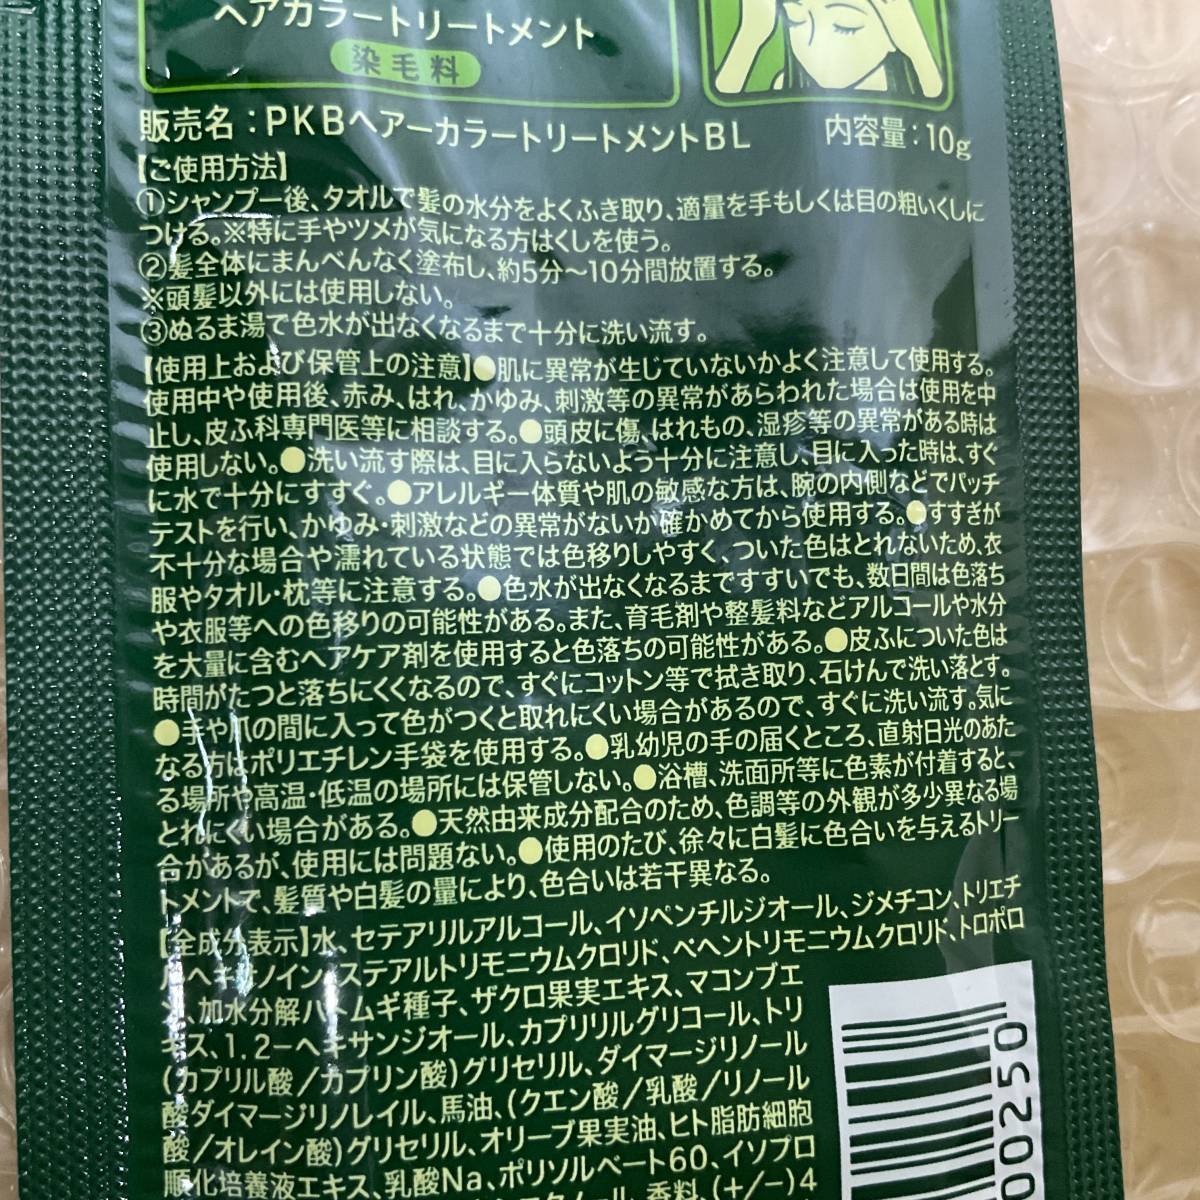 ヘアカラートリートメント
染毛料
販売名：PKBヘアーカラートリートメントBL 内容量：10g
【ご使用方法】
①シャンプー後、タオルで髪の水分をよくふき取り、適量を手もしくは目の粗いくしに
つける。※特に手やツメが気になる方はくしを使う。
②髪全体にまんべんなく塗布し、約5分〜10分間放置する。
※頭髪以外には使用しない。
③ぬるま湯で色水が出なくなるまで十分に洗い流す。
【使用上および保管上の注意】●肌に異常が生じていないかよく注意して使用する。
使用中や使用後、赤み、はれ、かゆみ、刺激等の異常があらわれた場合は使用を中
止し、皮ふ科専門医等に相談する。●頭皮に傷、はれもの、湿疹等の異常がある時は
使用しない。●洗い流す際は、目に入らないよう十分に注意し、目に入った時は、すぐ
に水で十分にすすぐ。●アレルギー体質や肌の敏感な方は、腕の内側などでパッチ
テストを行い、かゆみ・刺激などの異常がないか確かめてから使用する。●すすぎが
不十分な場合や濡れている状態では色移りしやすく、ついた色はとれないため、衣
服やタオル・枕等に注意する。●色水が出なくなるまですすいでも、数日間は色落ち
や衣服等への色移りの可能性がある。また、育毛剤や整髪料などアルコールや水分
を大量に含むヘアケア剤を使用すると色落ちの可能性がある。●皮ふについた色は
時間がたつと落ちにくくなるので、すぐにコットン等で拭き取り、石けんで洗い落とす。
●手や爪の間に入って色がつくと取れにくい場合があるので、すぐに洗い流す。気に
なる方はポリエチレン手袋を使用する。●乳幼児の手の届くところ、直射日光のあた
る場所や高温・低温の場所には保管しない。●浴槽、洗面所等に色素が付着すると、
とれにくい場合がある。●天然由来成分配合のため、色調等の外観が多少異なる場
合があるが、使用には問題ない。●使用のたび、徐々に白髪に色合いを与えるトリー
トメントで、髪質や白髪の量により、色合いは若干異なる。
【全成分表示】水、セテアリルアルコール、イソペンチルジオール、ジメチコン、トリエチ
ルヘキサノイン、ステアルトリモニウムクロリド、ベヘントリモニウムクロリド、トロポロ
ン、加水分解ハトムギ種子、ザクロ果実エキス、マコンブエ
キス、1.2-ヘキサンジオール、カプリリルグリコール、トリ
(カプリル酸／カプリン酸)グリセリル、ダイマージリノール
酸ダイマージリノレイル、馬油、(クエン酸／乳酸／リノール
酸／オレイン酸)グリセリル、オリーブ果実油、ヒト脂肪細胞
順化培養液エキス、乳酸Na、ポリソルベート60、イソプロ
香料、(+/−)4
00250